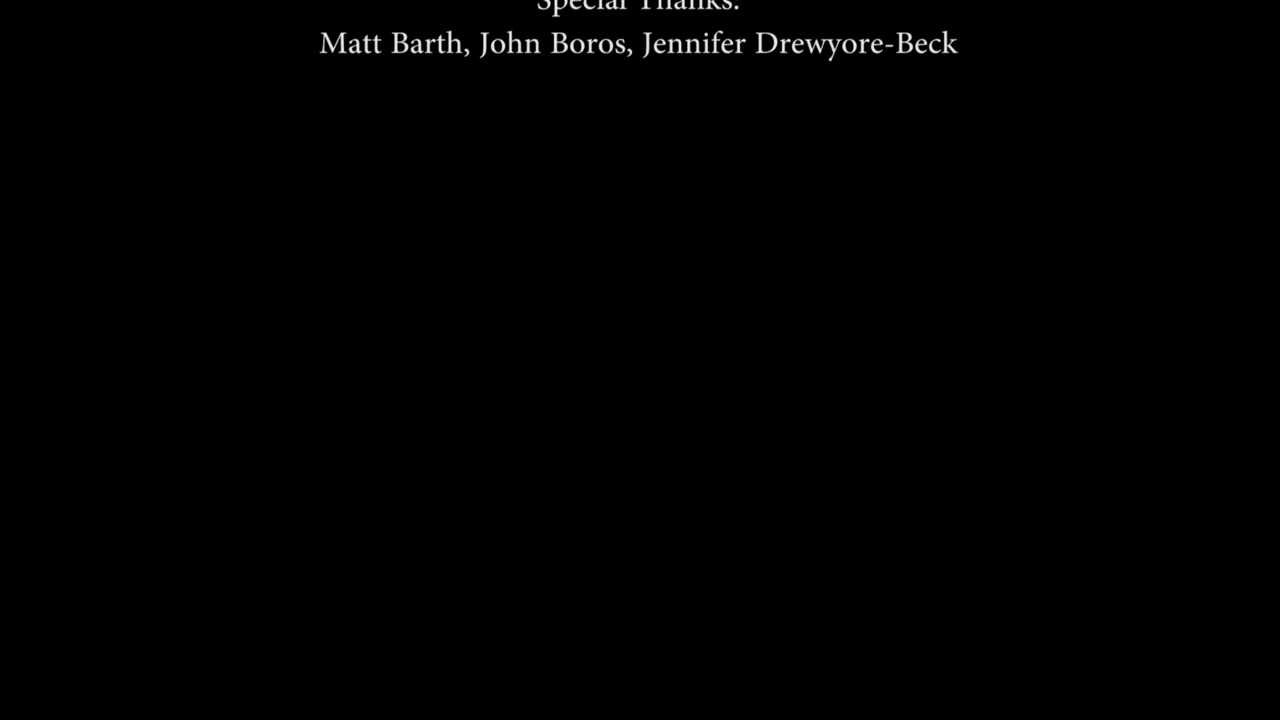 Special Thanks:
Matt Barth, John Boros, Jennifer Drewyore-Beck